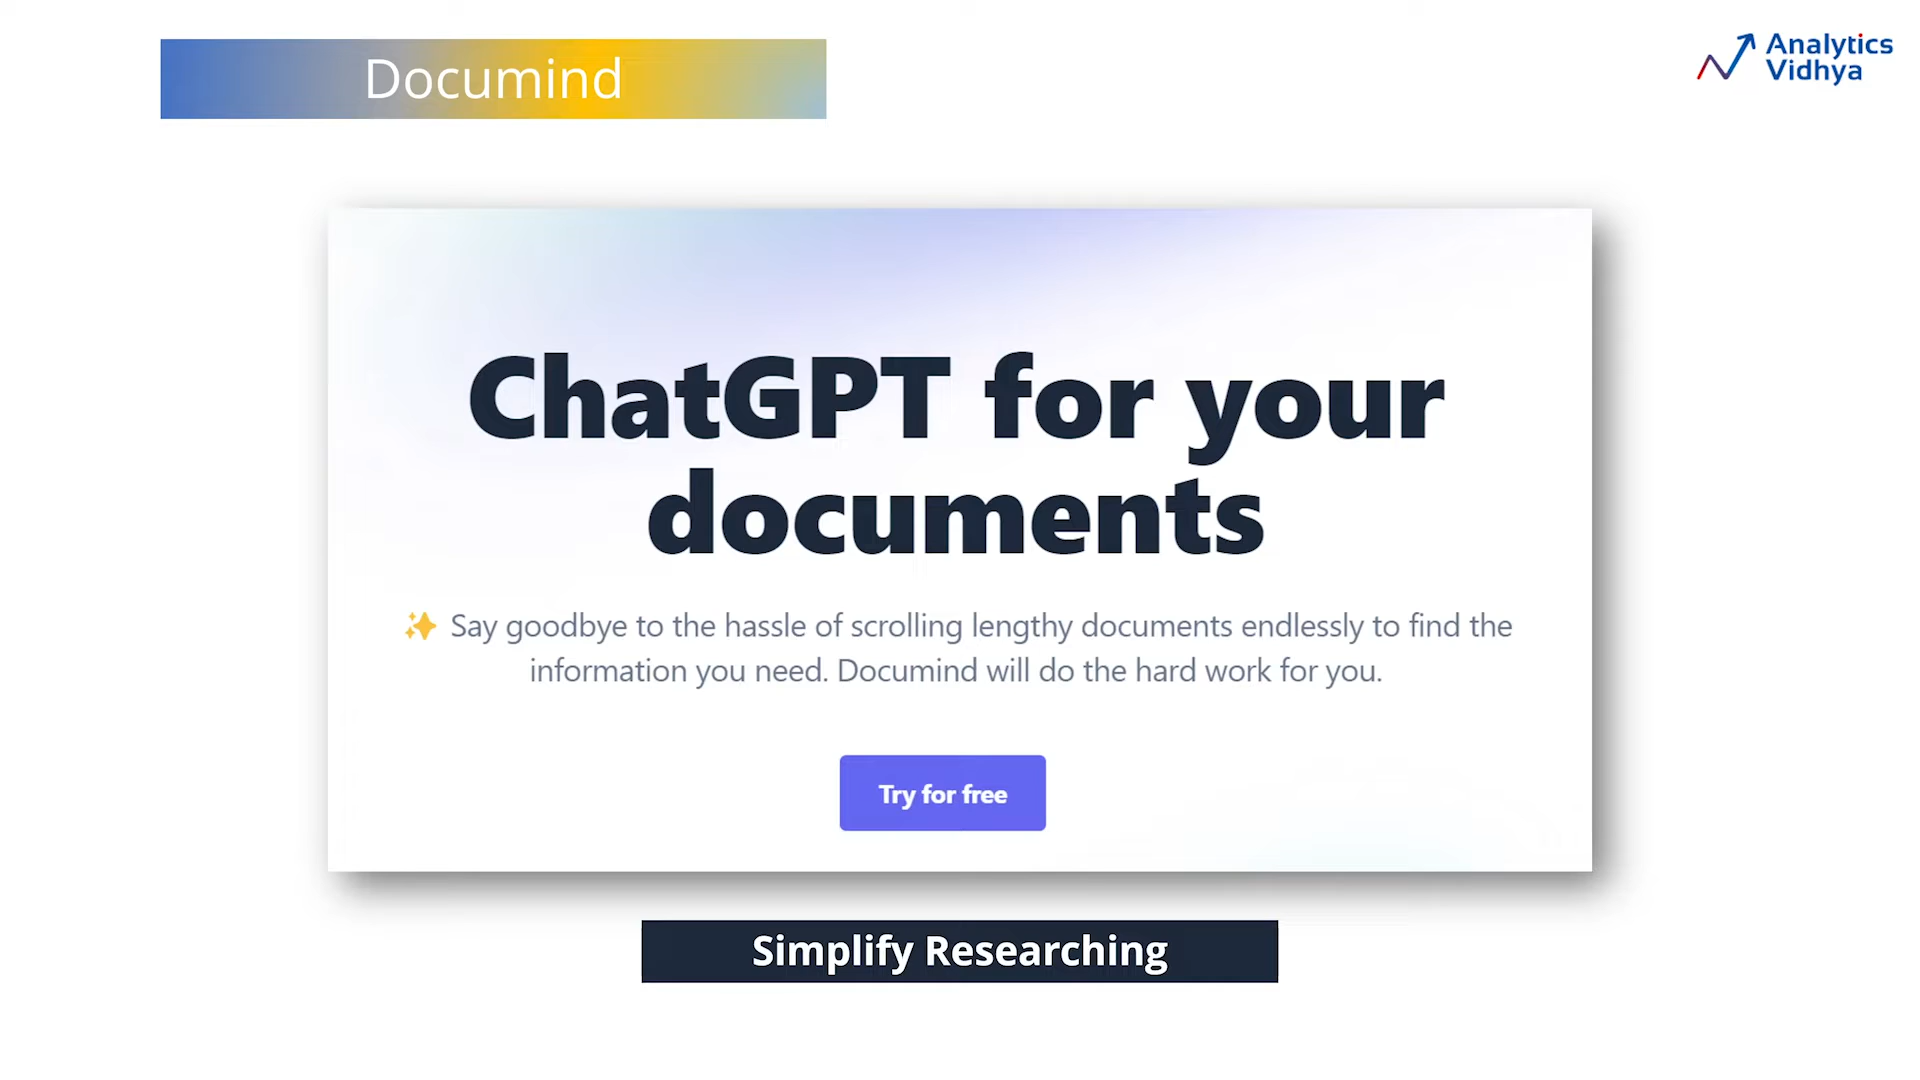 Documind
Analytics
Vidhya
ChatGPT for your
documents
✨ Say goodbye to the hassle of scrolling lengthy documents endlessly to find the
information you need. Documind will do the hard work for you.
Try for free
Simplify Researching